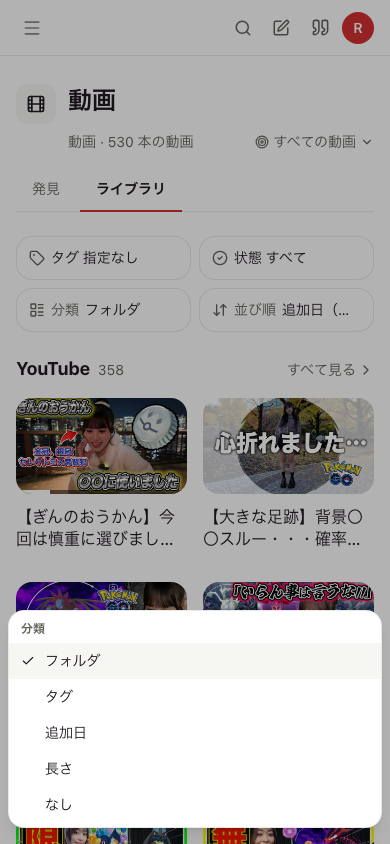 R
動画
動画 · 530 本の動画
すべての動画
発見
ライブラリ
タグ 指定なし
状態 すべて
分類 フォルダ
並び順 追加日（...
YouTube 358
すべて見る
ぎんのおうかん
〇〇に使いました
心折れました…
Pokémon GO
【ぎんのおうかん】今
回は慎重に選びまし...
【大きな足跡】背景〇
〇スルー・・・確率...
Pokémon GO
「いらん事は言うな!!」
分類
フォルダ
タグ
追加日
長さ
なし
無